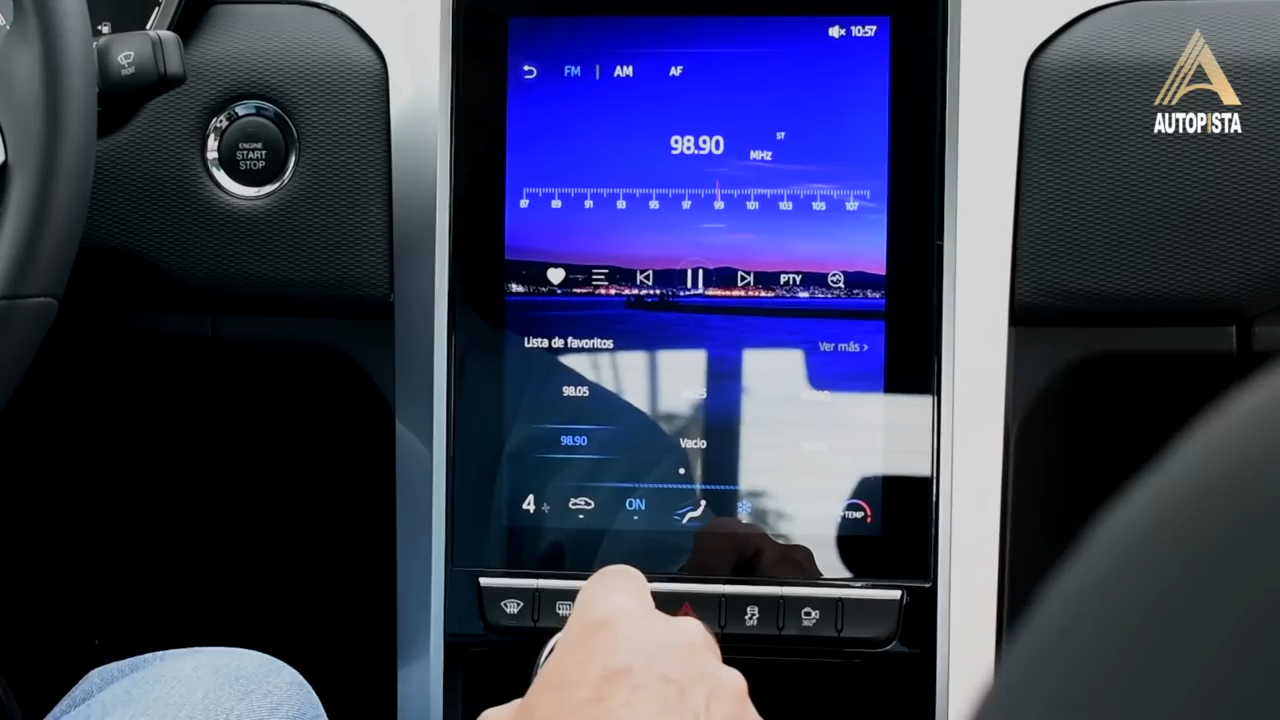 10:57
FM | AM AF
98.90 MHz ST
87 89 91 93 95 97 99 101 103 105 107
PTY
Lista de favoritos Ver más >
98.05
98.90 Vacío
4 ON TEMP
OFF 360°
ENGINE
START
STOP
AUTOPISTA